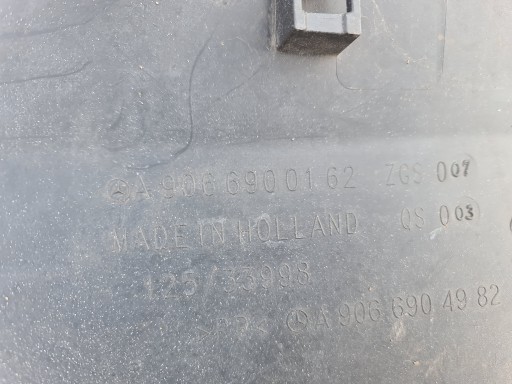 A 906 690 01 62 ZGS 007
MADE IN HOLLAND QS 003
125/33998
A 906 690 49 82